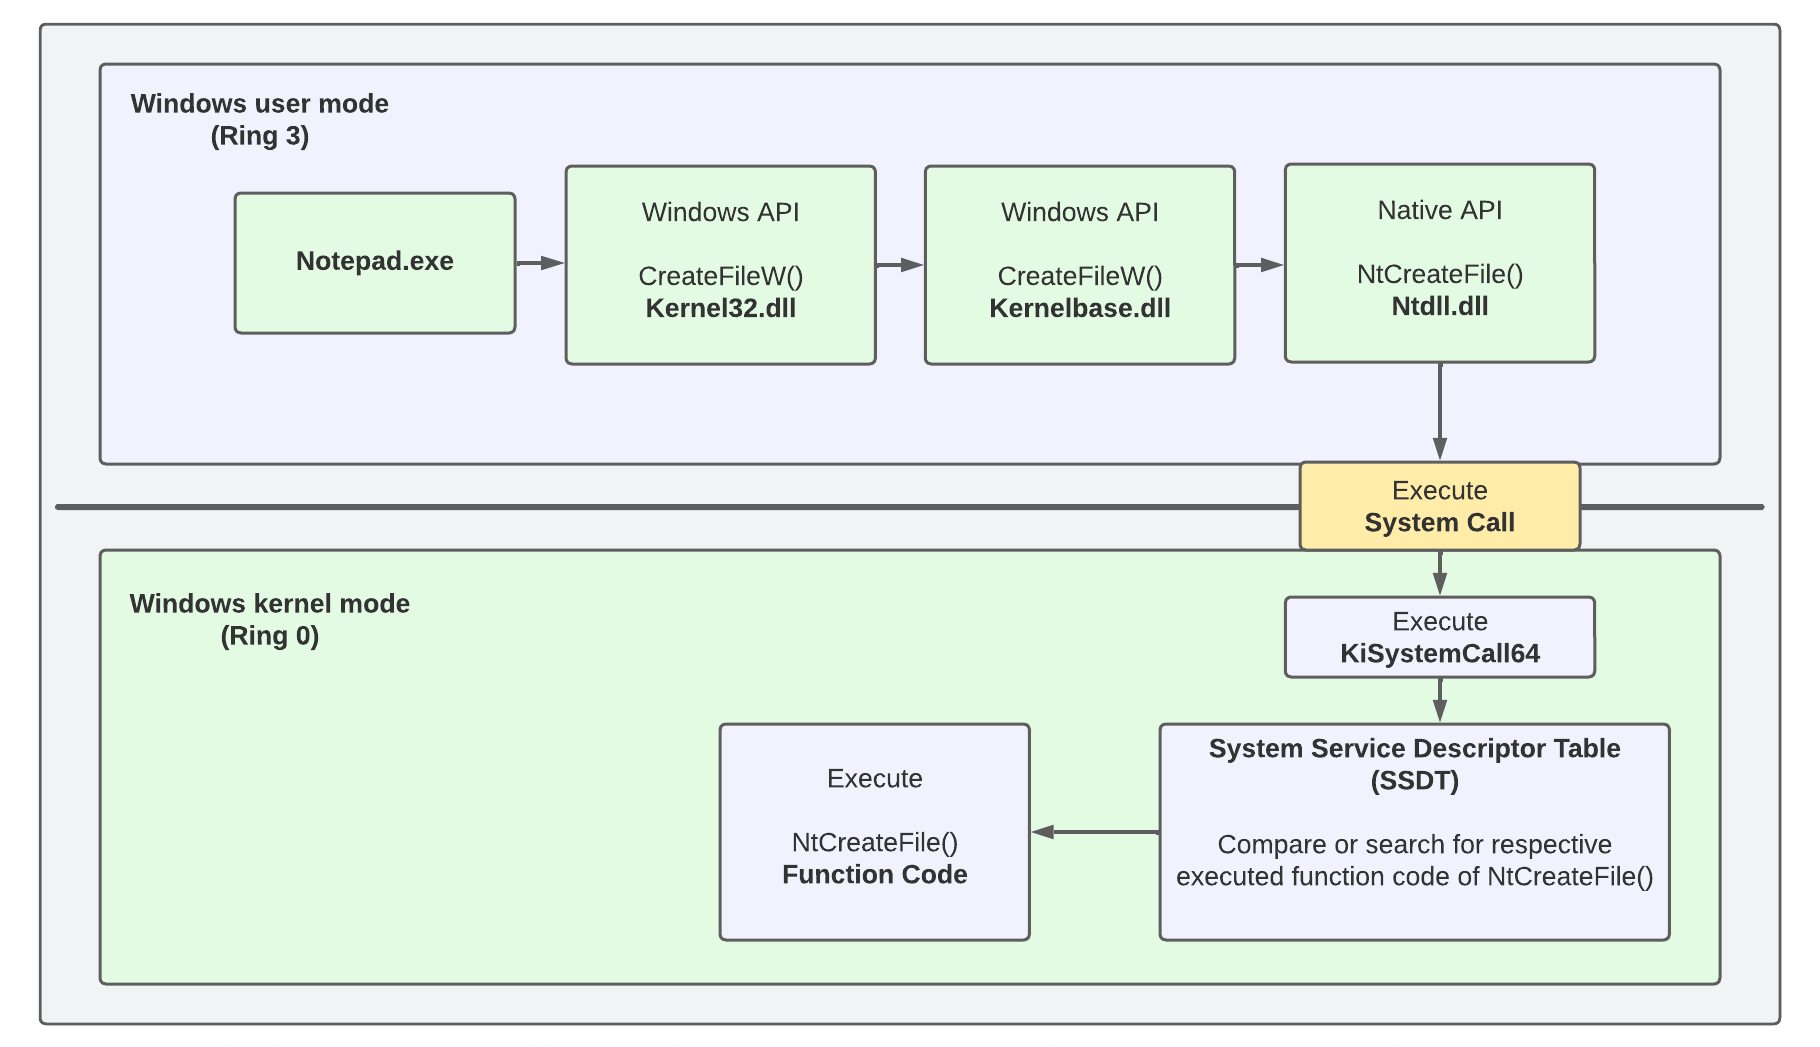 Windows user mode
(Ring 3)
Notepad.exe
Windows API
CreateFileW()
Kernel32.dll
Windows API
CreateFileW()
Kernelbase.dll
Native API
NtCreateFile()
Ntdll.dll
Execute
System Call
Windows kernel mode
(Ring 0)
Execute
KiSystemCall64
System Service Descriptor Table
(SSDT)
Compare or search for respective
executed function code of NtCreateFile()
Execute
NtCreateFile()
Function Code